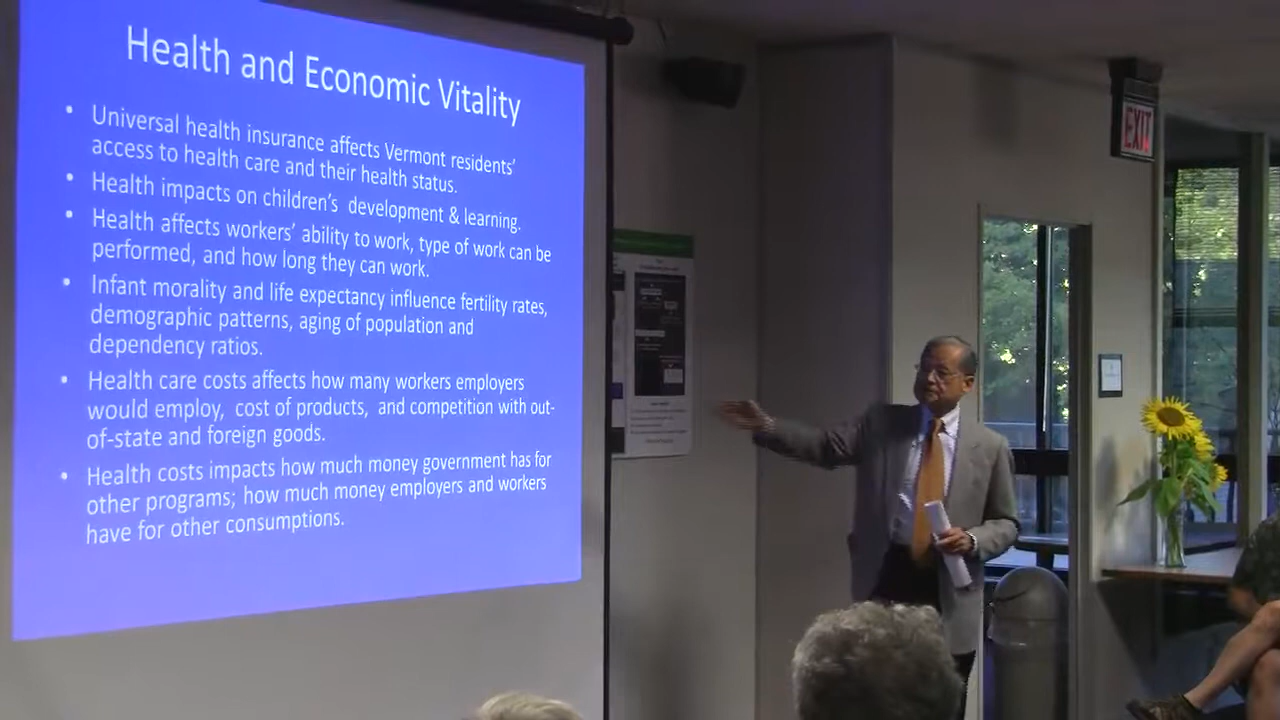 Health and Economic Vitality
• Universal health insurance affects Vermont residents'
access to health care and their health status.
• Health impacts on children's development & learning.
• Health affects workers' ability to work, type of work can be
performed, and how long they can work.
• Infant morality and life expectancy influence fertility rates,
demographic patterns, aging of population and
dependency ratios.
• Health care costs affects how many workers employers
would employ, cost of products, and competition with out-
of-state and foreign goods.
• Health costs impacts how much money government has for
other programs; how much money employers and workers
have for other consumptions.
EXIT